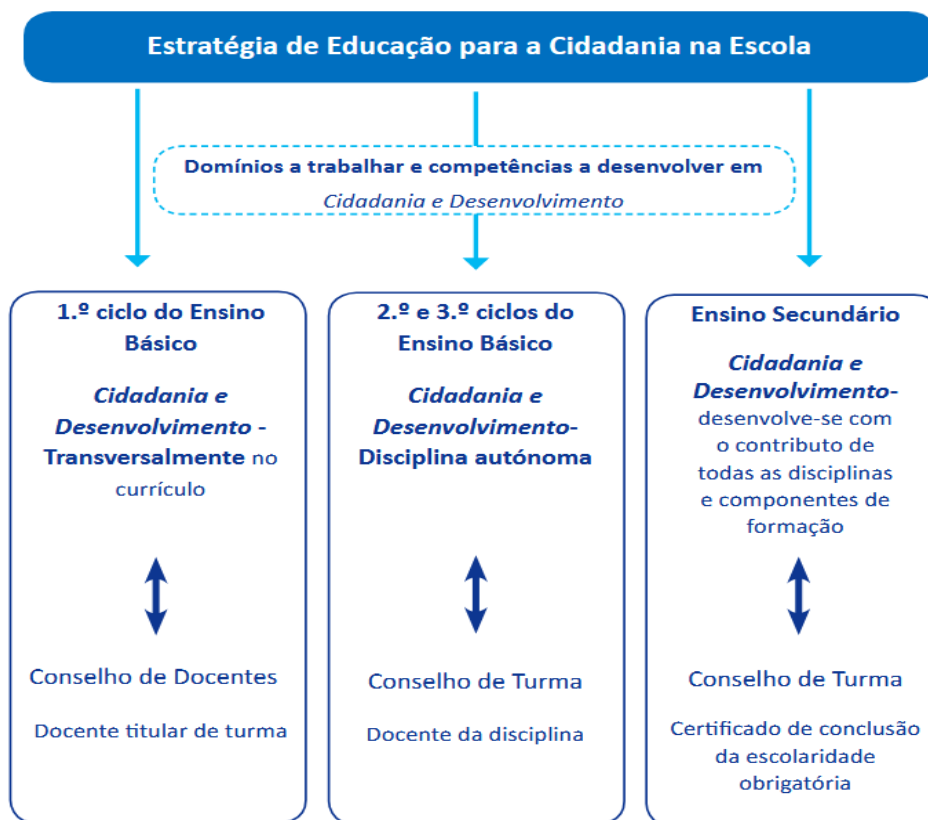 Estratégia de Educação para a Cidadania na Escola
Domínios a trabalhar e competências a desenvolver em
Cidadania e Desenvolvimento
1.º ciclo do Ensino
Básico
Cidadania e
Desenvolvimento -
Transversalmente no
currículo
Conselho de Docentes
Docente titular de turma
2.º e 3.º ciclos do
Ensino Básico
Cidadania e
Desenvolvimento-
Disciplina autónoma
Conselho de Turma
Docente da disciplina
Ensino Secundário
Cidadania e
Desenvolvimento-
desenvolve-se com
o contributo de
todas as disciplinas
e componentes de
formação
Conselho de Turma
Certificado de conclusão
da escolaridade
obrigatória